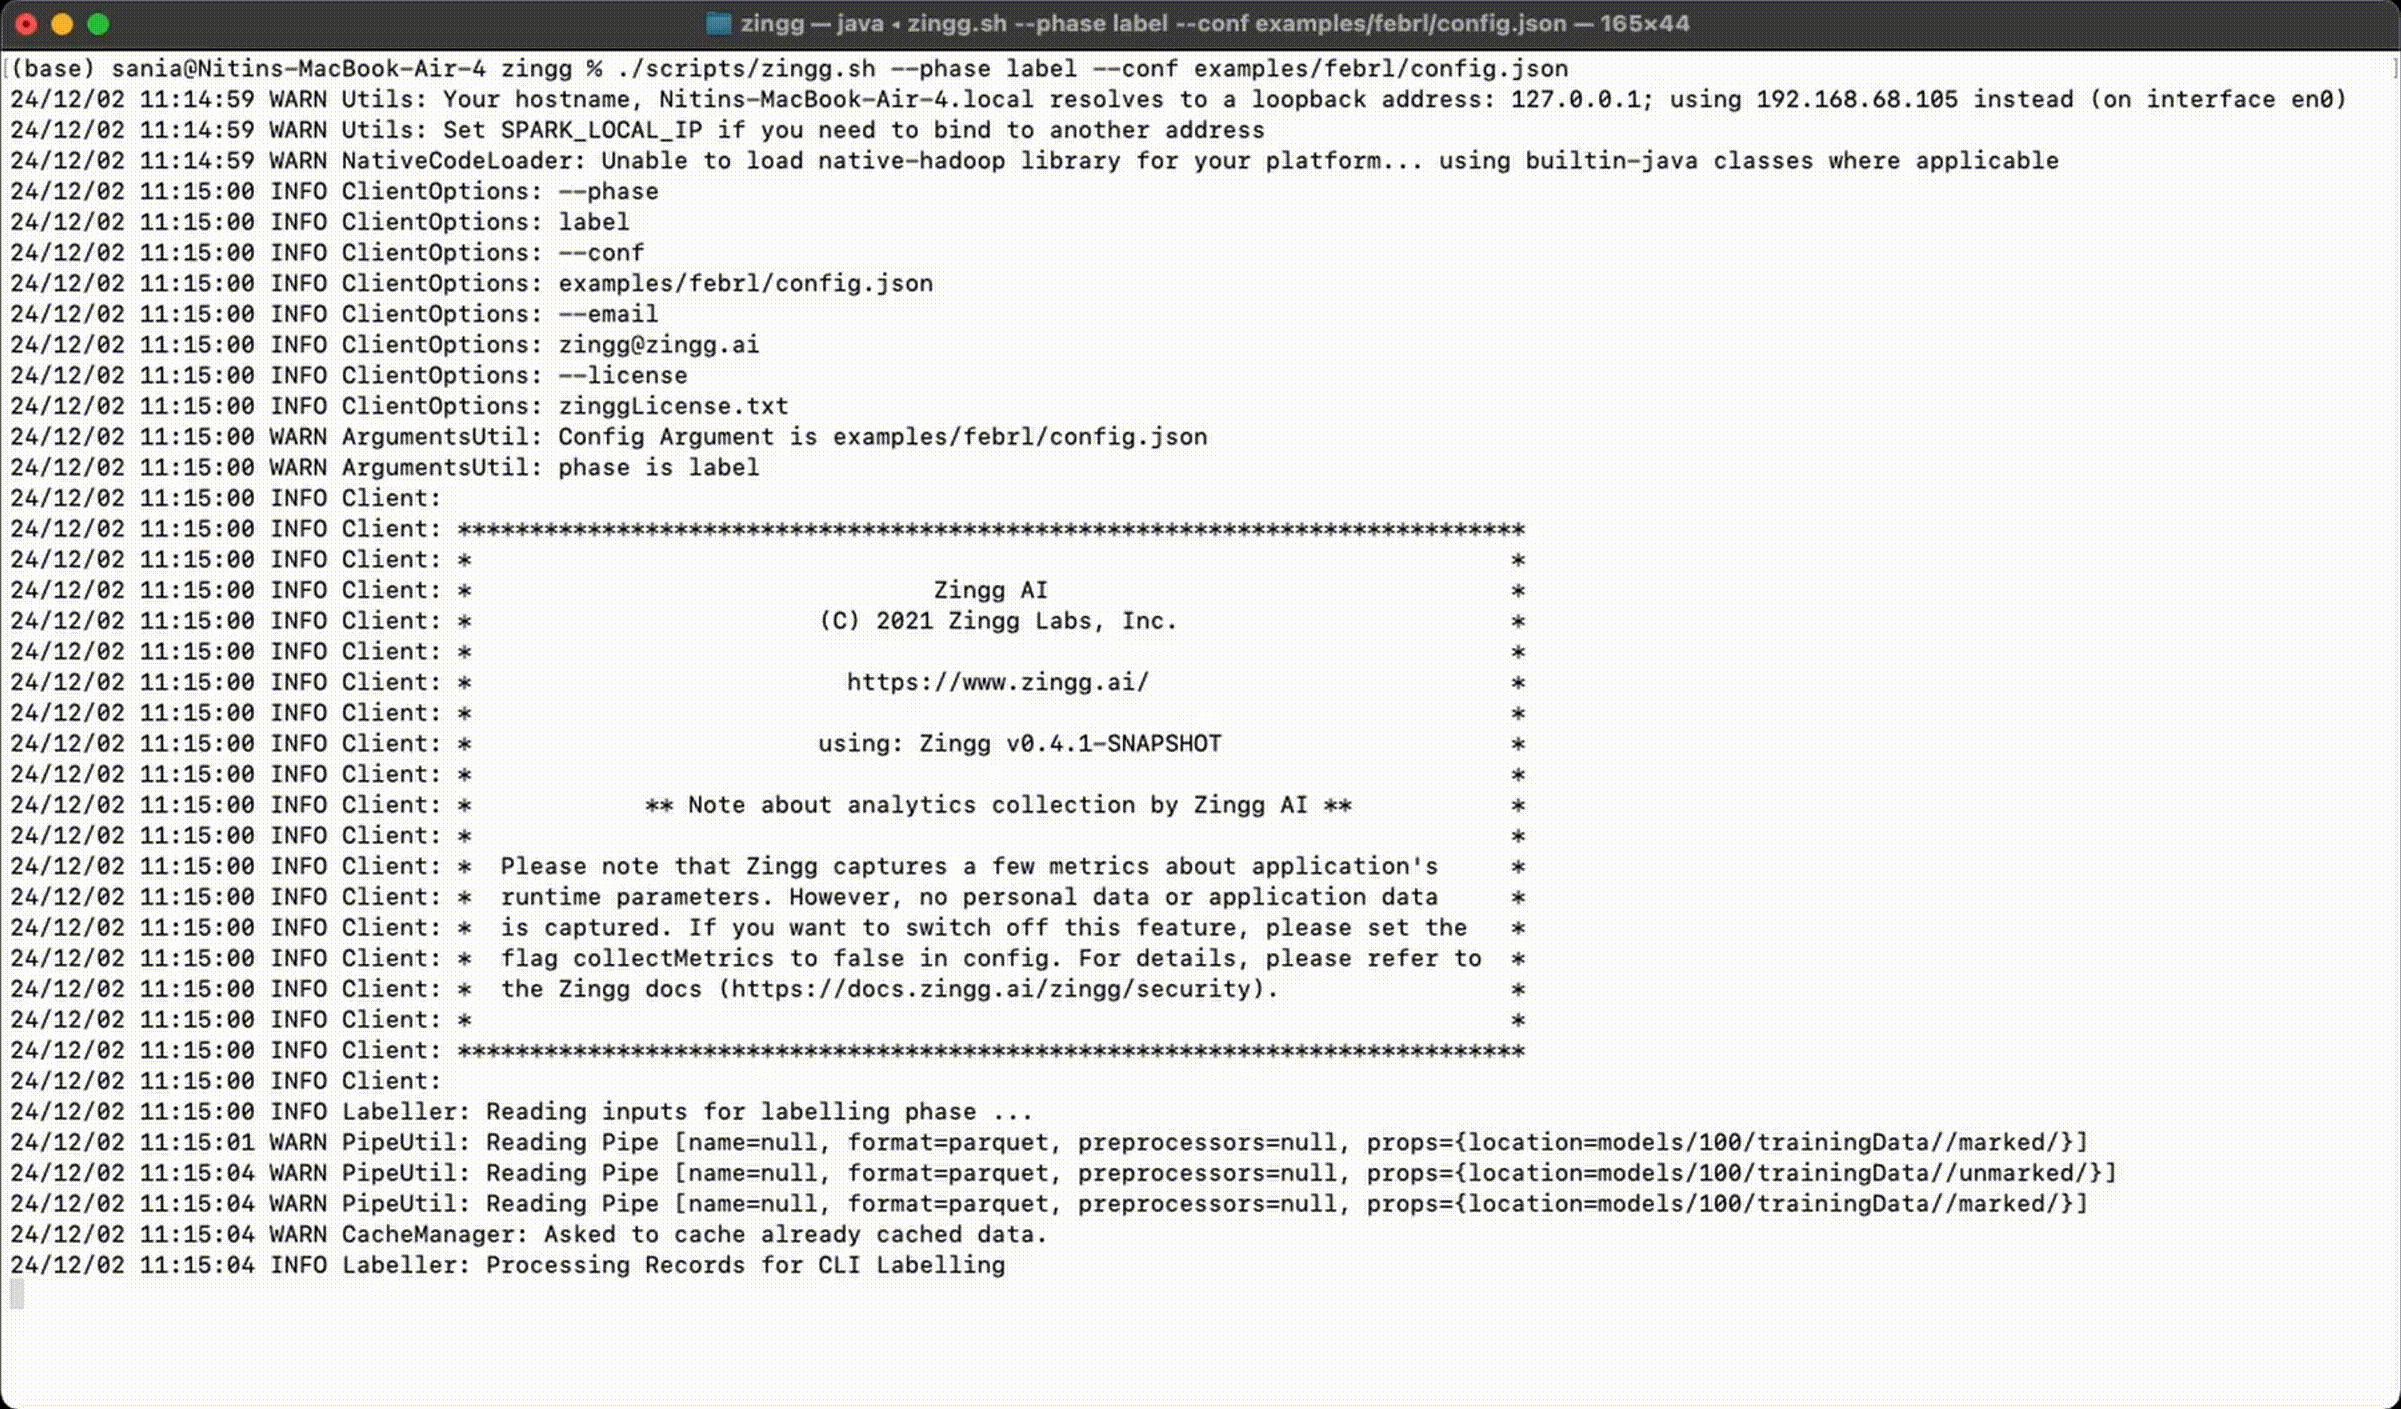 zingg — java ◂ zingg.sh --phase label --conf examples/febrl/config.json — 165×44
[(base) sania@Nitins-MacBook-Air-4 zingg % ./scripts/zingg.sh --phase label --conf examples/febrl/config.json ]
24/12/02 11:14:59 WARN Utils: Your hostname, Nitins-MacBook-Air-4.local resolves to a loopback address: 127.0.0.1; using 192.168.68.105 instead (on interface en0)
24/12/02 11:14:59 WARN Utils: Set SPARK_LOCAL_IP if you need to bind to another address
24/12/02 11:14:59 WARN NativeCodeLoader: Unable to load native-hadoop library for your platform... using builtin-java classes where applicable
24/12/02 11:15:00 INFO ClientOptions: --phase
24/12/02 11:15:00 INFO ClientOptions: label
24/12/02 11:15:00 INFO ClientOptions: --conf
24/12/02 11:15:00 INFO ClientOptions: examples/febrl/config.json
24/12/02 11:15:00 INFO ClientOptions: --email
24/12/02 11:15:00 INFO ClientOptions: zingg@zingg.ai
24/12/02 11:15:00 INFO ClientOptions: --license
24/12/02 11:15:00 INFO ClientOptions: zinggLicense.txt
24/12/02 11:15:00 WARN ArgumentsUtil: Config Argument is examples/febrl/config.json
24/12/02 11:15:00 WARN ArgumentsUtil: phase is label
24/12/02 11:15:00 INFO Client:
24/12/02 11:15:00 INFO Client: **************************************************************************
24/12/02 11:15:00 INFO Client: * *
24/12/02 11:15:00 INFO Client: * Zingg AI *
24/12/02 11:15:00 INFO Client: * (C) 2021 Zingg Labs, Inc. *
24/12/02 11:15:00 INFO Client: * *
24/12/02 11:15:00 INFO Client: * https://www.zingg.ai/ *
24/12/02 11:15:00 INFO Client: * *
24/12/02 11:15:00 INFO Client: * using: Zingg v0.4.1-SNAPSHOT *
24/12/02 11:15:00 INFO Client: * *
24/12/02 11:15:00 INFO Client: * ** Note about analytics collection by Zingg AI ** *
24/12/02 11:15:00 INFO Client: * *
24/12/02 11:15:00 INFO Client: * Please note that Zingg captures a few metrics about application's *
24/12/02 11:15:00 INFO Client: * runtime parameters. However, no personal data or application data *
24/12/02 11:15:00 INFO Client: * is captured. If you want to switch off this feature, please set the *
24/12/02 11:15:00 INFO Client: * flag collectMetrics to false in config. For details, please refer to *
24/12/02 11:15:00 INFO Client: * the Zingg docs (https://docs.zingg.ai/zingg/security). *
24/12/02 11:15:00 INFO Client: * *
24/12/02 11:15:00 INFO Client: **************************************************************************
24/12/02 11:15:00 INFO Client:
24/12/02 11:15:00 INFO Labeller: Reading inputs for labelling phase ...
24/12/02 11:15:01 WARN PipeUtil: Reading Pipe [name=null, format=parquet, preprocessors=null, props={location=models/100/trainingData//marked/}]
24/12/02 11:15:04 WARN PipeUtil: Reading Pipe [name=null, format=parquet, preprocessors=null, props={location=models/100/trainingData//unmarked/}]
24/12/02 11:15:04 WARN PipeUtil: Reading Pipe [name=null, format=parquet, preprocessors=null, props={location=models/100/trainingData//marked/}]
24/12/02 11:15:04 WARN CacheManager: Asked to cache already cached data.
24/12/02 11:15:04 INFO Labeller: Processing Records for CLI Labelling